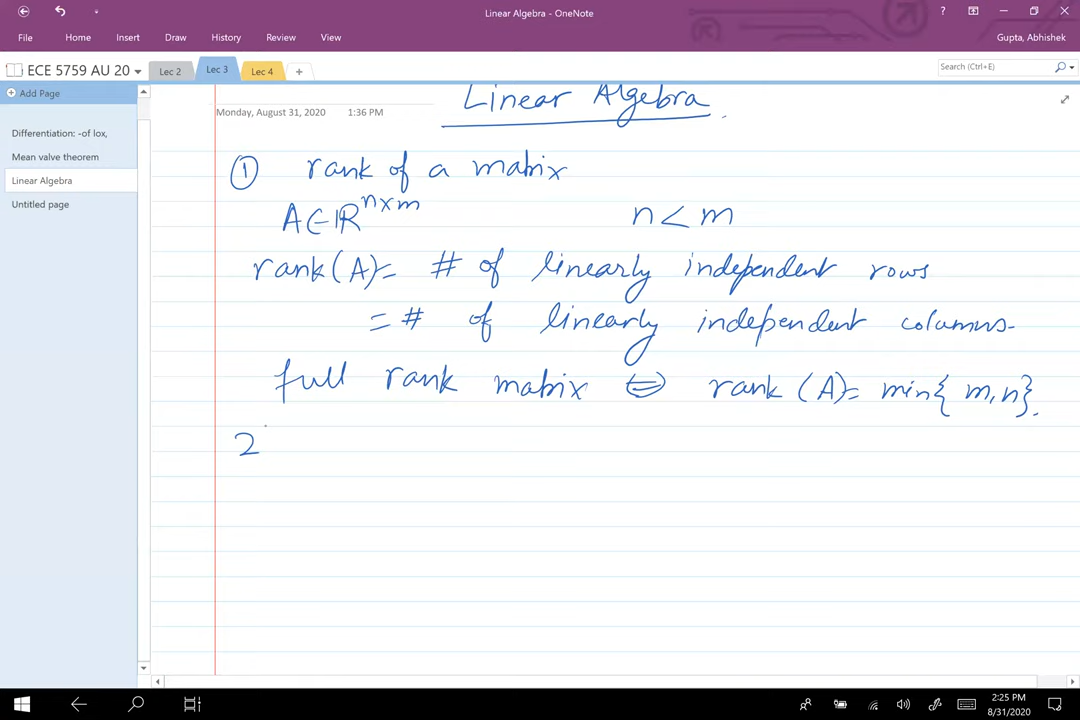 Linear Algebra - OneNote
?
File Home Insert Draw History Review View
Gupta, Abhishek
ECE 5759 AU 20
Lec 2 Lec 3 Lec 4 +
Search (Ctrl+E)
Add Page
Differentiation: -of lox,
Mean valve theorem
Linear Algebra
Untitled page
Linear Algebra
Monday, August 31, 2020 1:36 PM
① rank of a matrix
A ∈ ℝ^{n×m} n < m
rank(A) = # of linearly independent rows
= # of linearly independent columns.
full rank matrix ⇔ rank (A) = min{ m, n}.
2
2:25 PM
8/31/2020